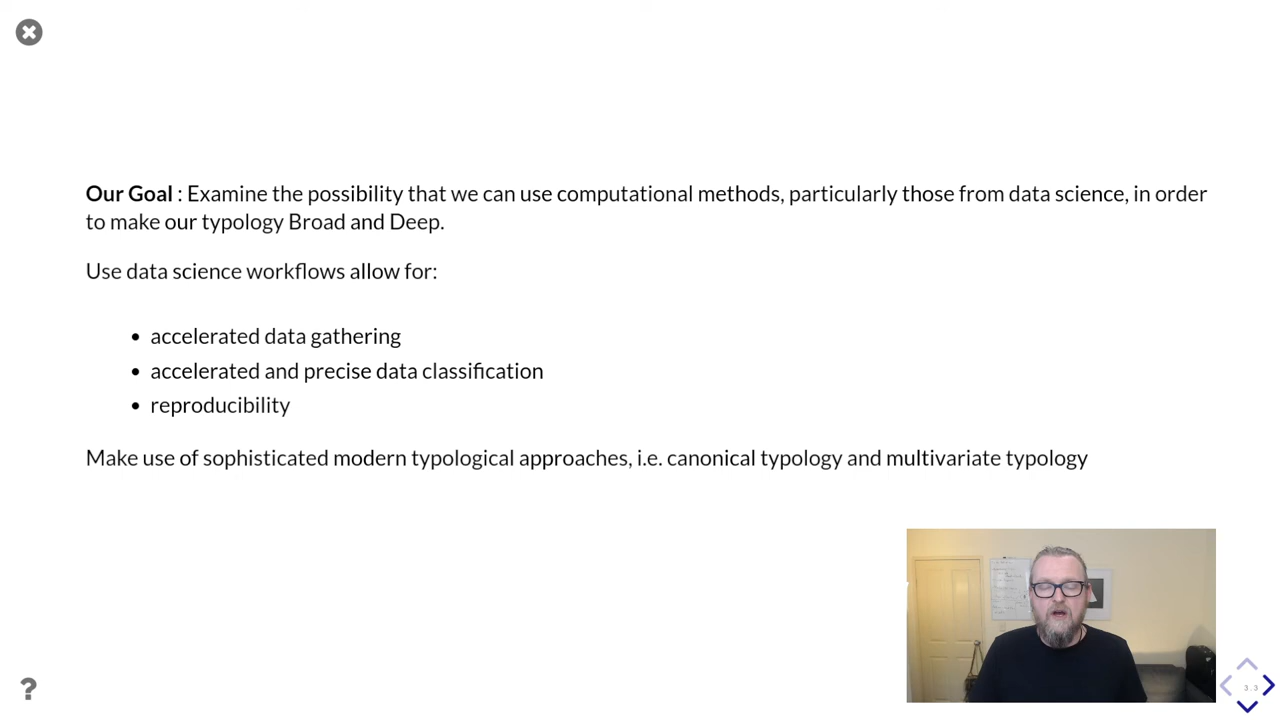 Our Goal : Examine the possibility that we can use computational methods, particularly those from data science, in order
to make our typology Broad and Deep.
Use data science workflows allow for:
• accelerated data gathering
• accelerated and precise data classification
• reproducibility
Make use of sophisticated modern typological approaches, i.e. canonical typology and multivariate typology
?
3.3